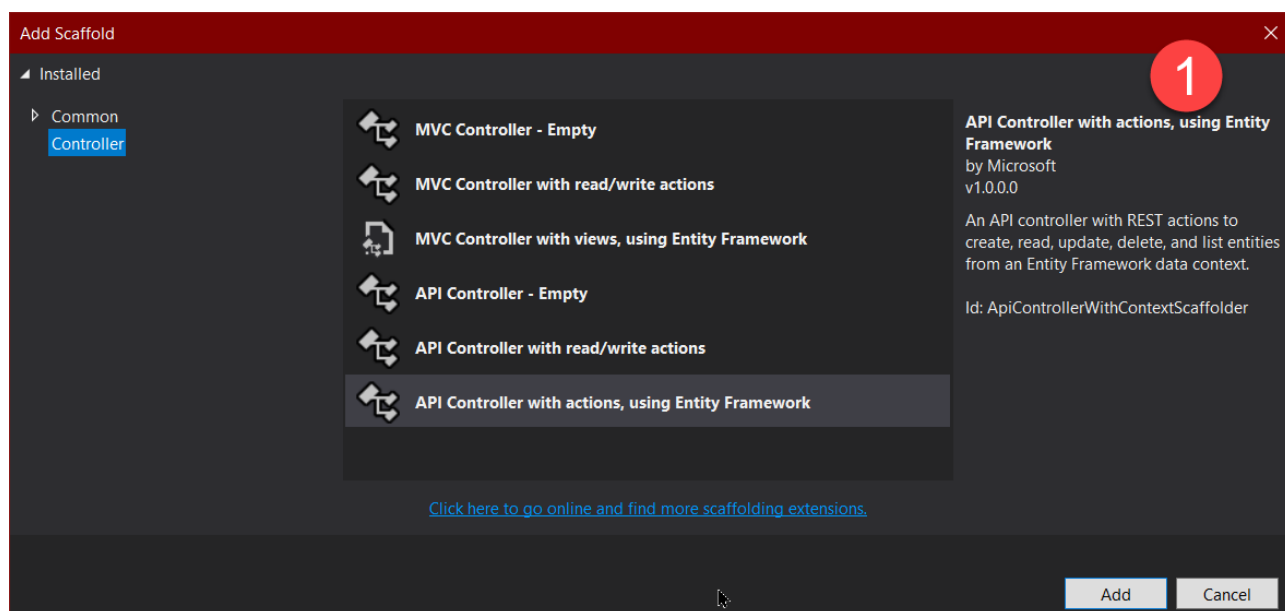 Add Scaffold
Installed
Common
Controller
MVC Controller - Empty
MVC Controller with read/write actions
MVC Controller with views, using Entity Framework
API Controller - Empty
API Controller with read/write actions
API Controller with actions, using Entity Framework
Click here to go online and find more scaffolding extensions.
1
API Controller with actions, using Entity
Framework
by Microsoft
v1.0.0.0
An API controller with REST actions to
create, read, update, delete, and list entities
from an Entity Framework data context.
Id: ApiControllerWithContextScaffolder
Add
Cancel